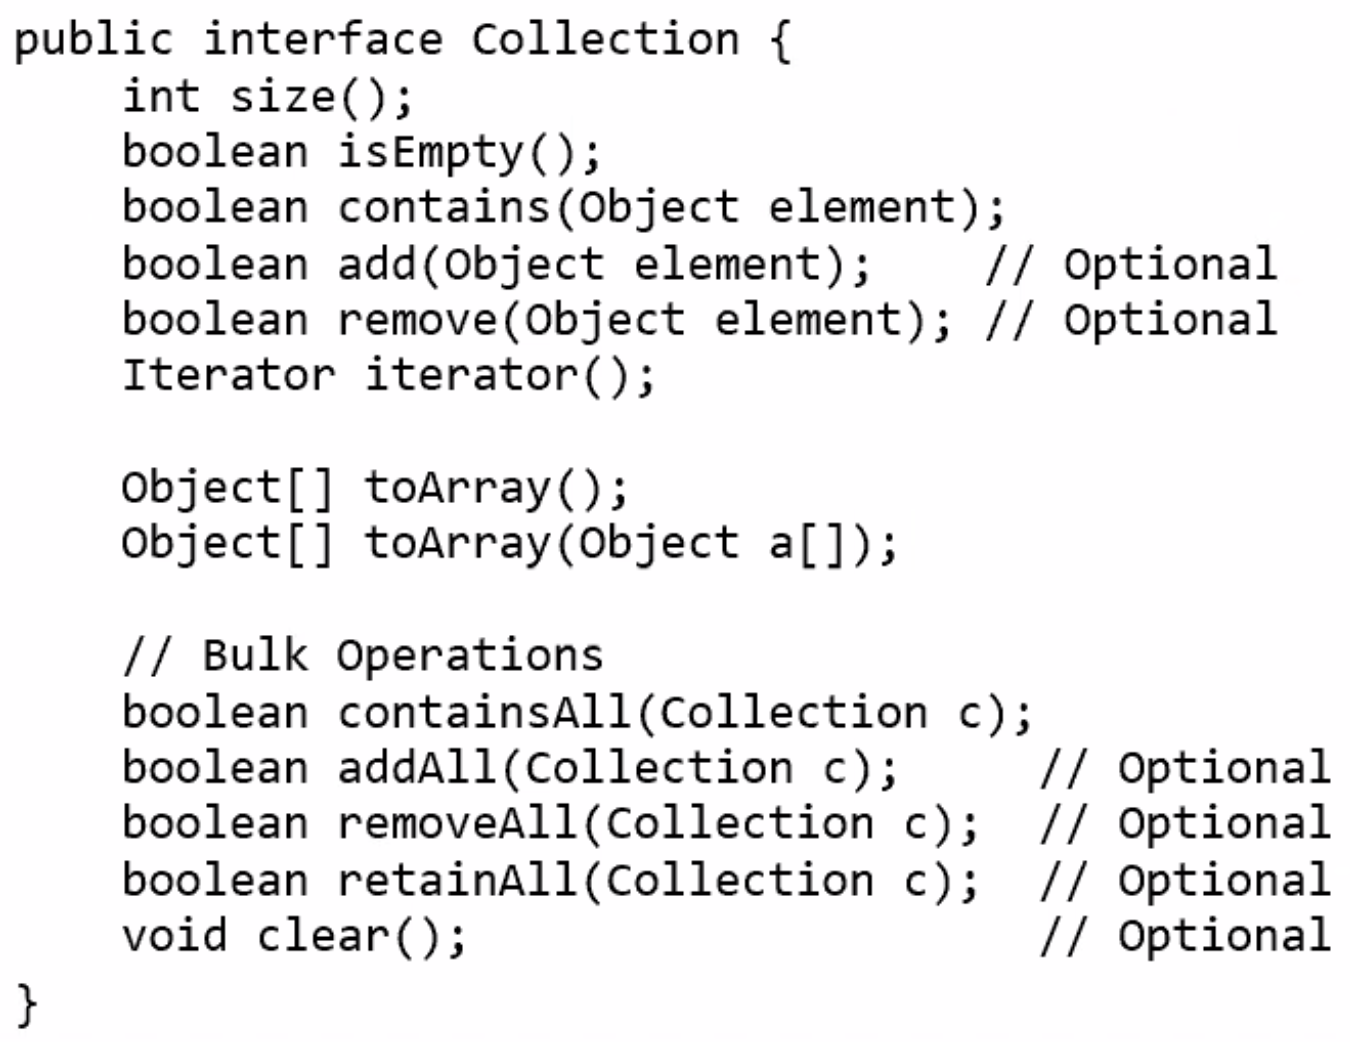 public interface Collection {
    int size();
    boolean isEmpty();
    boolean contains(Object element);
    boolean add(Object element);    // Optional
    boolean remove(Object element); // Optional
    Iterator iterator();

    Object[] toArray();
    Object[] toArray(Object a[]);

    // Bulk Operations
    boolean containsAll(Collection c);
    boolean addAll(Collection c);     // Optional
    boolean removeAll(Collection c);  // Optional
    boolean retainAll(Collection c);  // Optional
    void clear();                     // Optional
}